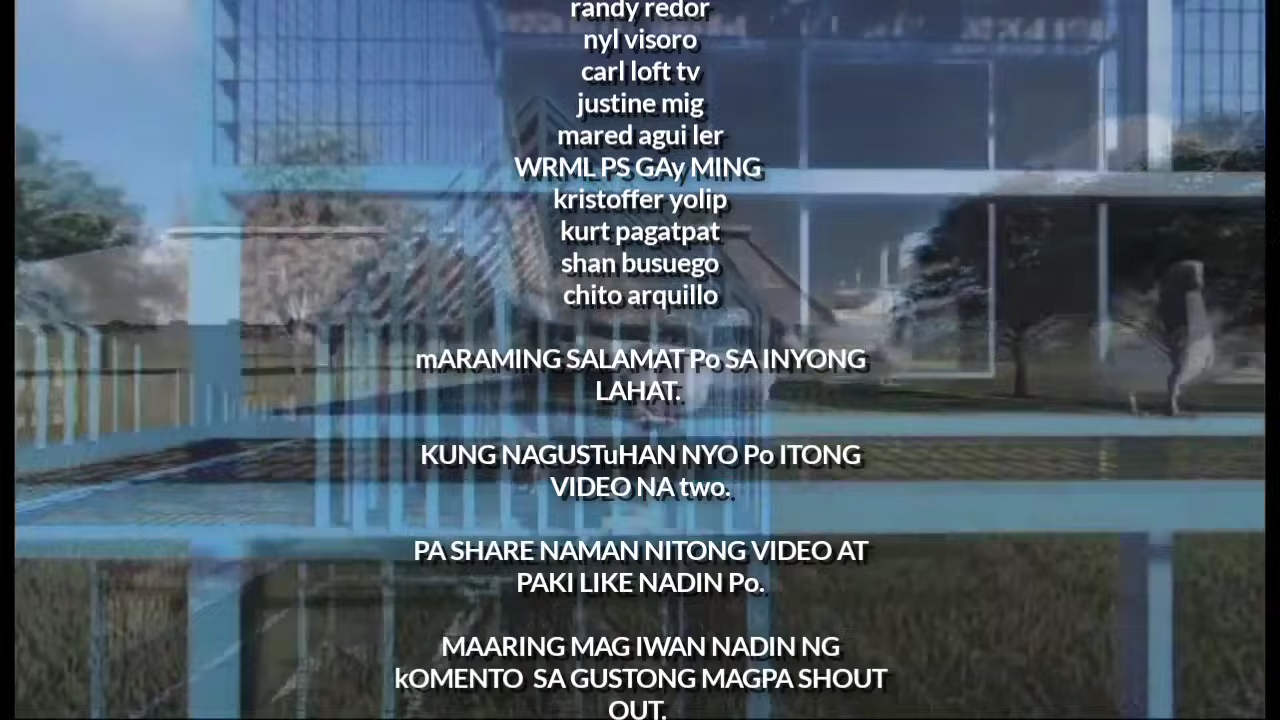 randy redor
nyl visoro
carl loft tv
justine mig
mared agui ler
WRML PS GAy MING
kristoffer yolip
kurt pagatpat
shan busuego
chito arquillo
mARAMING SALAMAT Po SA INYONG
LAHAT.
KUNG NAGUSTuHAN NYO Po ITONG
VIDEO NA two.
PA SHARE NAMAN NITONG VIDEO AT
PAKI LIKE NADIN Po.
MAARING MAG IWAN NADIN NG
kOMENTO SA GUSTONG MAGPA SHOUT
OUT.